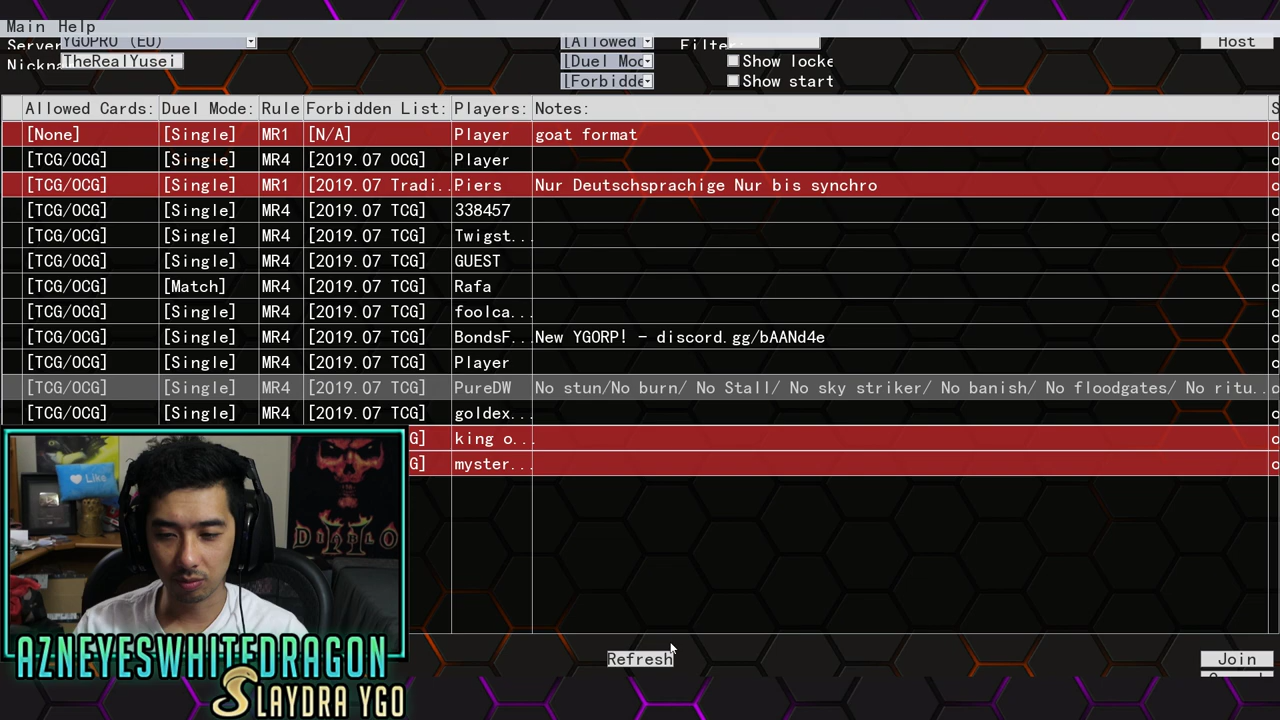 Main Help
Server YGOPRO (EU) [Allowed Filter: Host
Nickna TheRealYusei [Duel Mod Show locke
[Forbidde Show start
Allowed Cards: Duel Mode: Rule Forbidden List: Players: Notes: S
[None] [Single] MR1 [N/A] Player goat format
[TCG/OCG] [Single] MR4 [2019.07 OCG] Player
[TCG/OCG] [Single] MR1 [2019.07 Tradi.. Piers Nur Deutschsprachige Nur bis synchro
[TCG/OCG] [Single] MR4 [2019.07 TCG] 338457
[TCG/OCG] [Single] MR4 [2019.07 TCG] Twigst...
[TCG/OCG] [Single] MR4 [2019.07 TCG] GUEST
[TCG/OCG] [Match] MR4 [2019.07 TCG] Rafa
[TCG/OCG] [Single] MR4 [2019.07 TCG] foolca...
[TCG/OCG] [Single] MR4 [2019.07 TCG] BondsF... New YGORP! - discord.gg/bAANd4e
[TCG/OCG] [Single] MR4 [2019.07 TCG] Player
[TCG/OCG] [Single] MR4 [2019.07 TCG] PureDW No stun/No burn/ No Stall/ No sky striker/ No banish/ No floodgates/ No ritu...
[TCG/OCG] [Single] MR4 [2019.07 TCG] goldex...
G] king o...
G] myster...
Like
DIABLO
II
AZNEYESWHITEDRAGON
SLAYDRA YGO
Refresh
Join